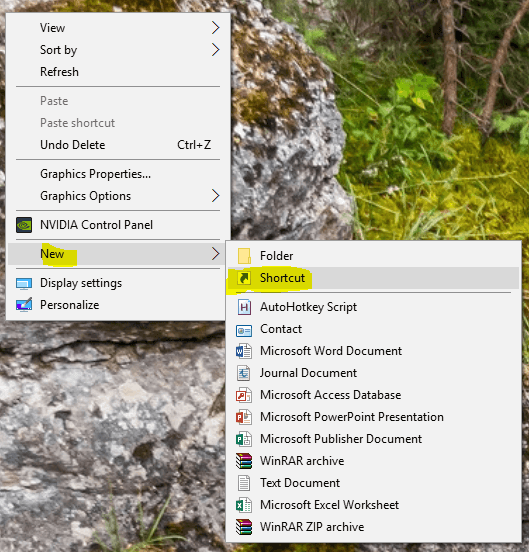 View
Sort by
Refresh
Paste
Paste shortcut
Undo Delete Ctrl+Z
Graphics Properties...
Graphics Options
NVIDIA Control Panel
New
Display settings
Personalize
Folder
Shortcut
AutoHotkey Script
Contact
Microsoft Word Document
Journal Document
Microsoft Access Database
Microsoft PowerPoint Presentation
Microsoft Publisher Document
WinRAR archive
Text Document
Microsoft Excel Worksheet
WinRAR ZIP archive